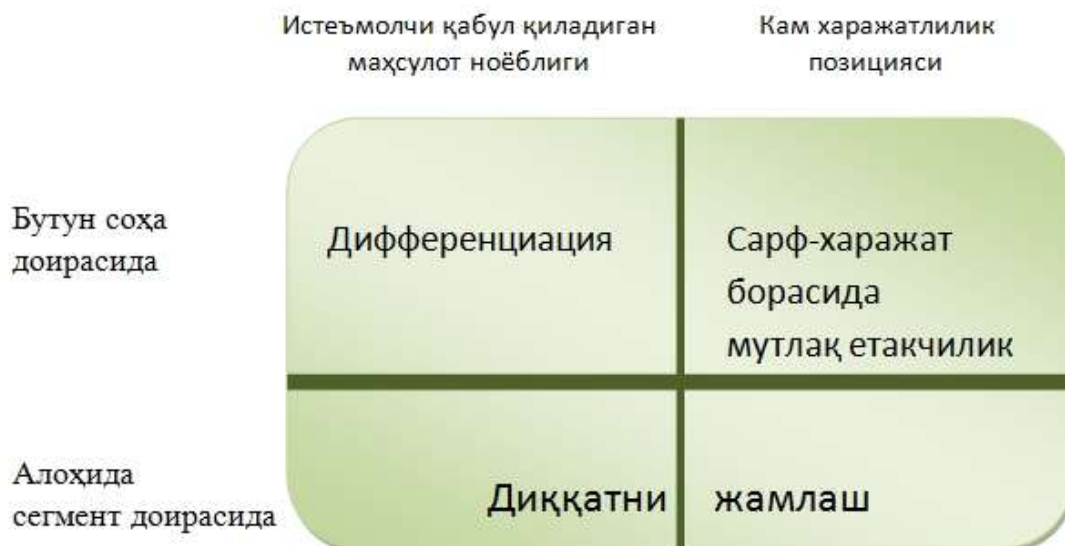 Истеъмолчи қабул қиладиган
маҳсулот ноёблиги
Кам харажатлилик
позицияси
Бутун соҳа
доирасида
Дифференциация
Сарф-харажат
борасида
мутлақ етакчилик
Алоҳида
сегмент доирасида
Диққатни жамлаш